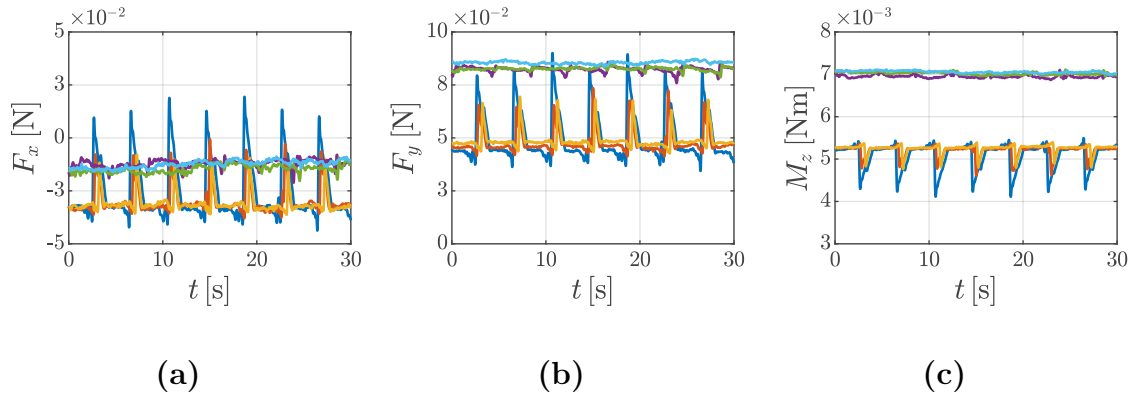 ×10⁻² ×10⁻² ×10⁻³
5 10 8
3 8 7
0 5 6
-3 3 4
-5 0 3
F_x [N] F_y [N] M_z [Nm]
0 10 20 30 0 10 20 30 0 10 20 30
t [s] t [s] t [s]
(a) (b) (c)